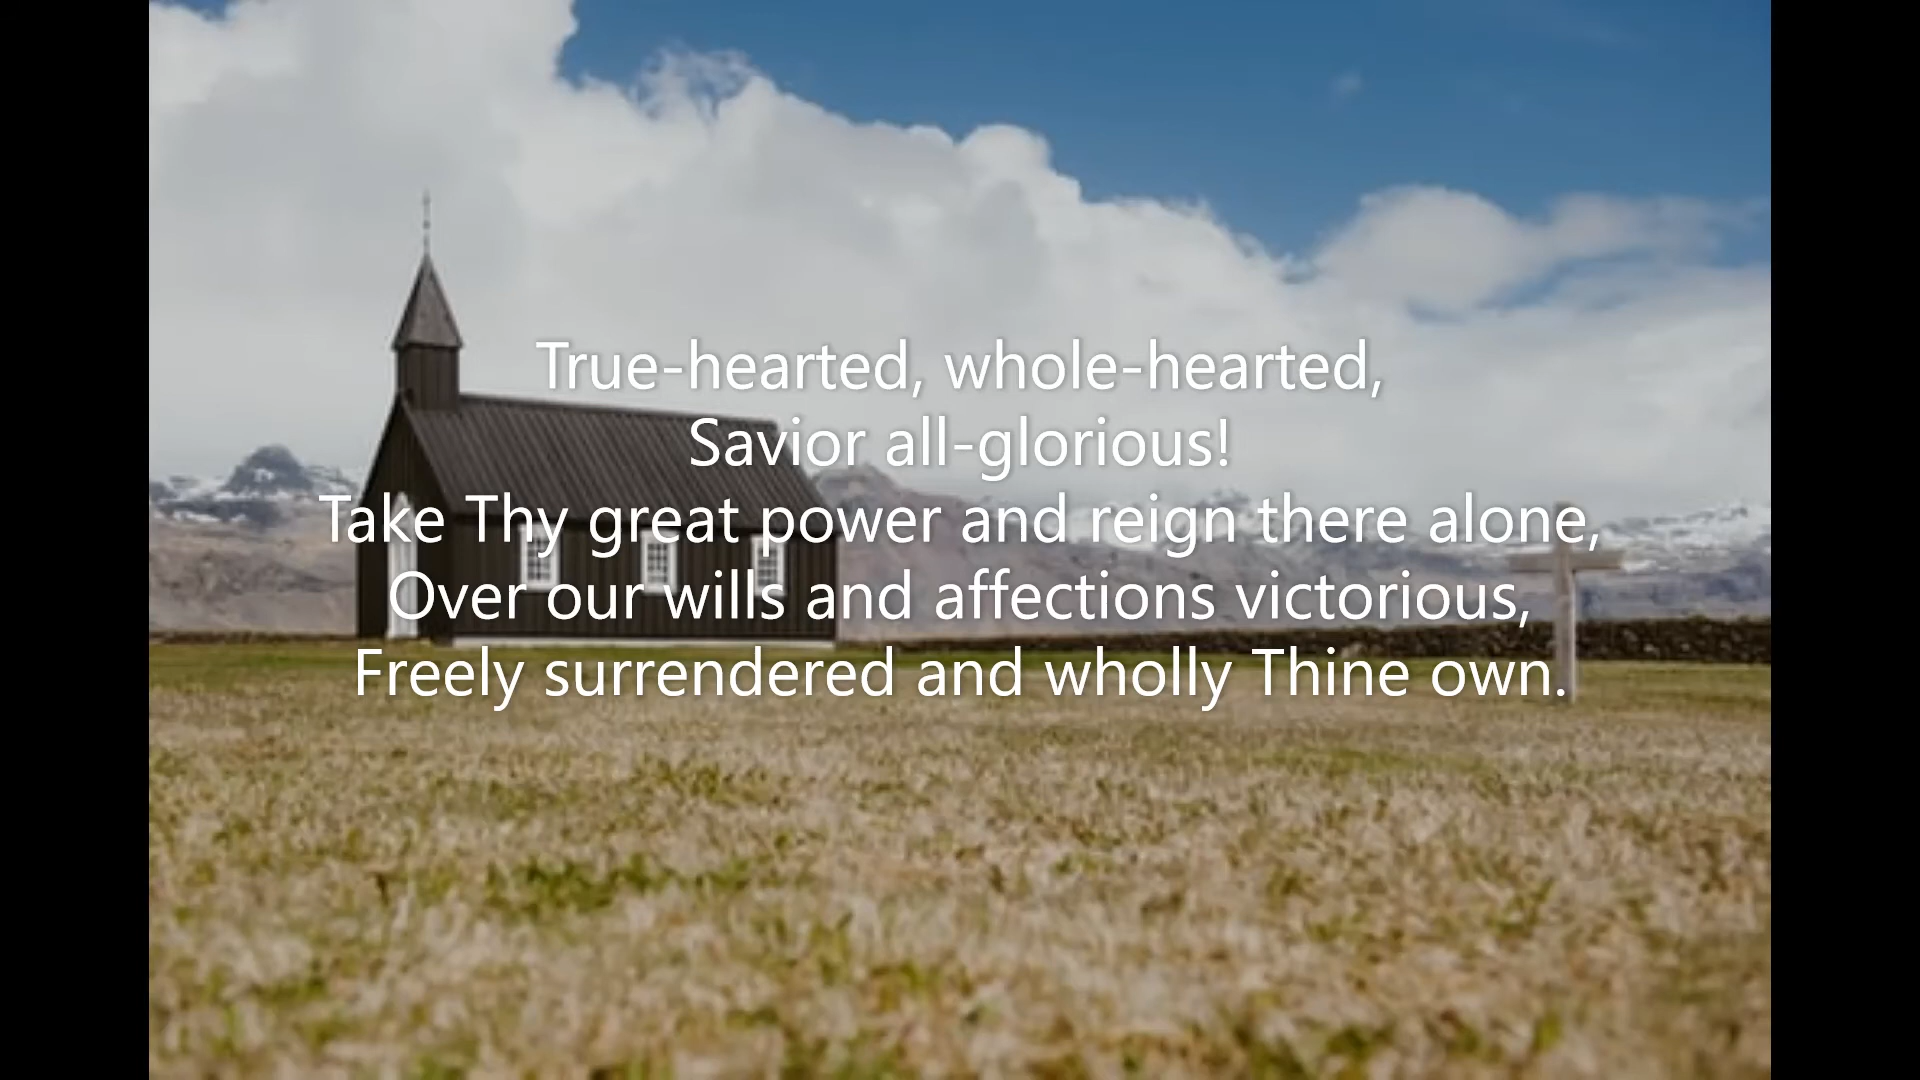 True-hearted, whole-hearted,
Savior all-glorious!
Take Thy great power and reign there alone,
Over our wills and affections victorious,
Freely surrendered and wholly Thine own.